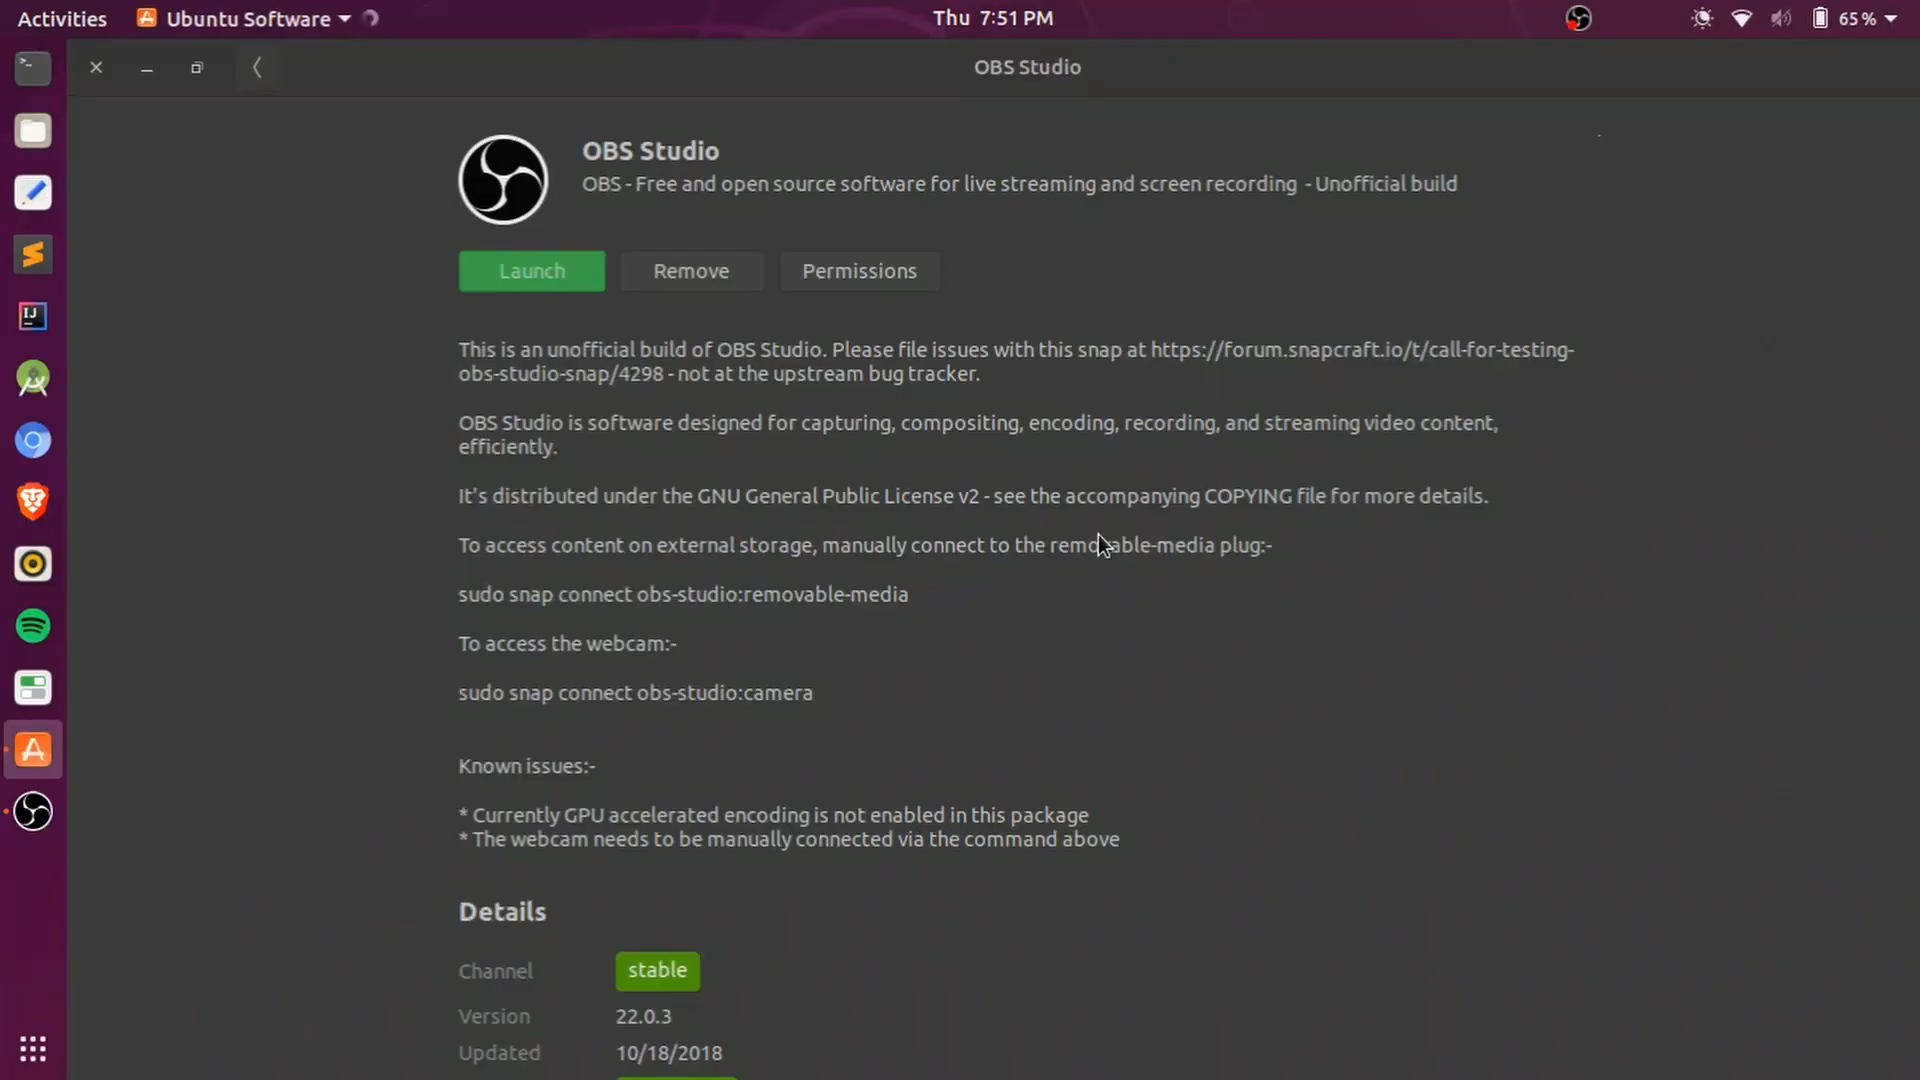 Activities Ubuntu Software Thu 7:51 PM 65 %
OBS Studio
OBS Studio
OBS - Free and open source software for live streaming and screen recording - Unofficial build
Launch Remove Permissions
This is an unofficial build of OBS Studio. Please file issues with this snap at https://forum.snapcraft.io/t/call-for-testing-
obs-studio-snap/4298 - not at the upstream bug tracker.
OBS Studio is software designed for capturing, compositing, encoding, recording, and streaming video content,
efficiently.
It's distributed under the GNU General Public License v2 - see the accompanying COPYING file for more details.
To access content on external storage, manually connect to the removable-media plug:-
sudo snap connect obs-studio:removable-media
To access the webcam:-
sudo snap connect obs-studio:camera
Known issues:-
* Currently GPU accelerated encoding is not enabled in this package
* The webcam needs to be manually connected via the command above
Details
Channel stable
Version 22.0.3
Updated 10/18/2018
IJ